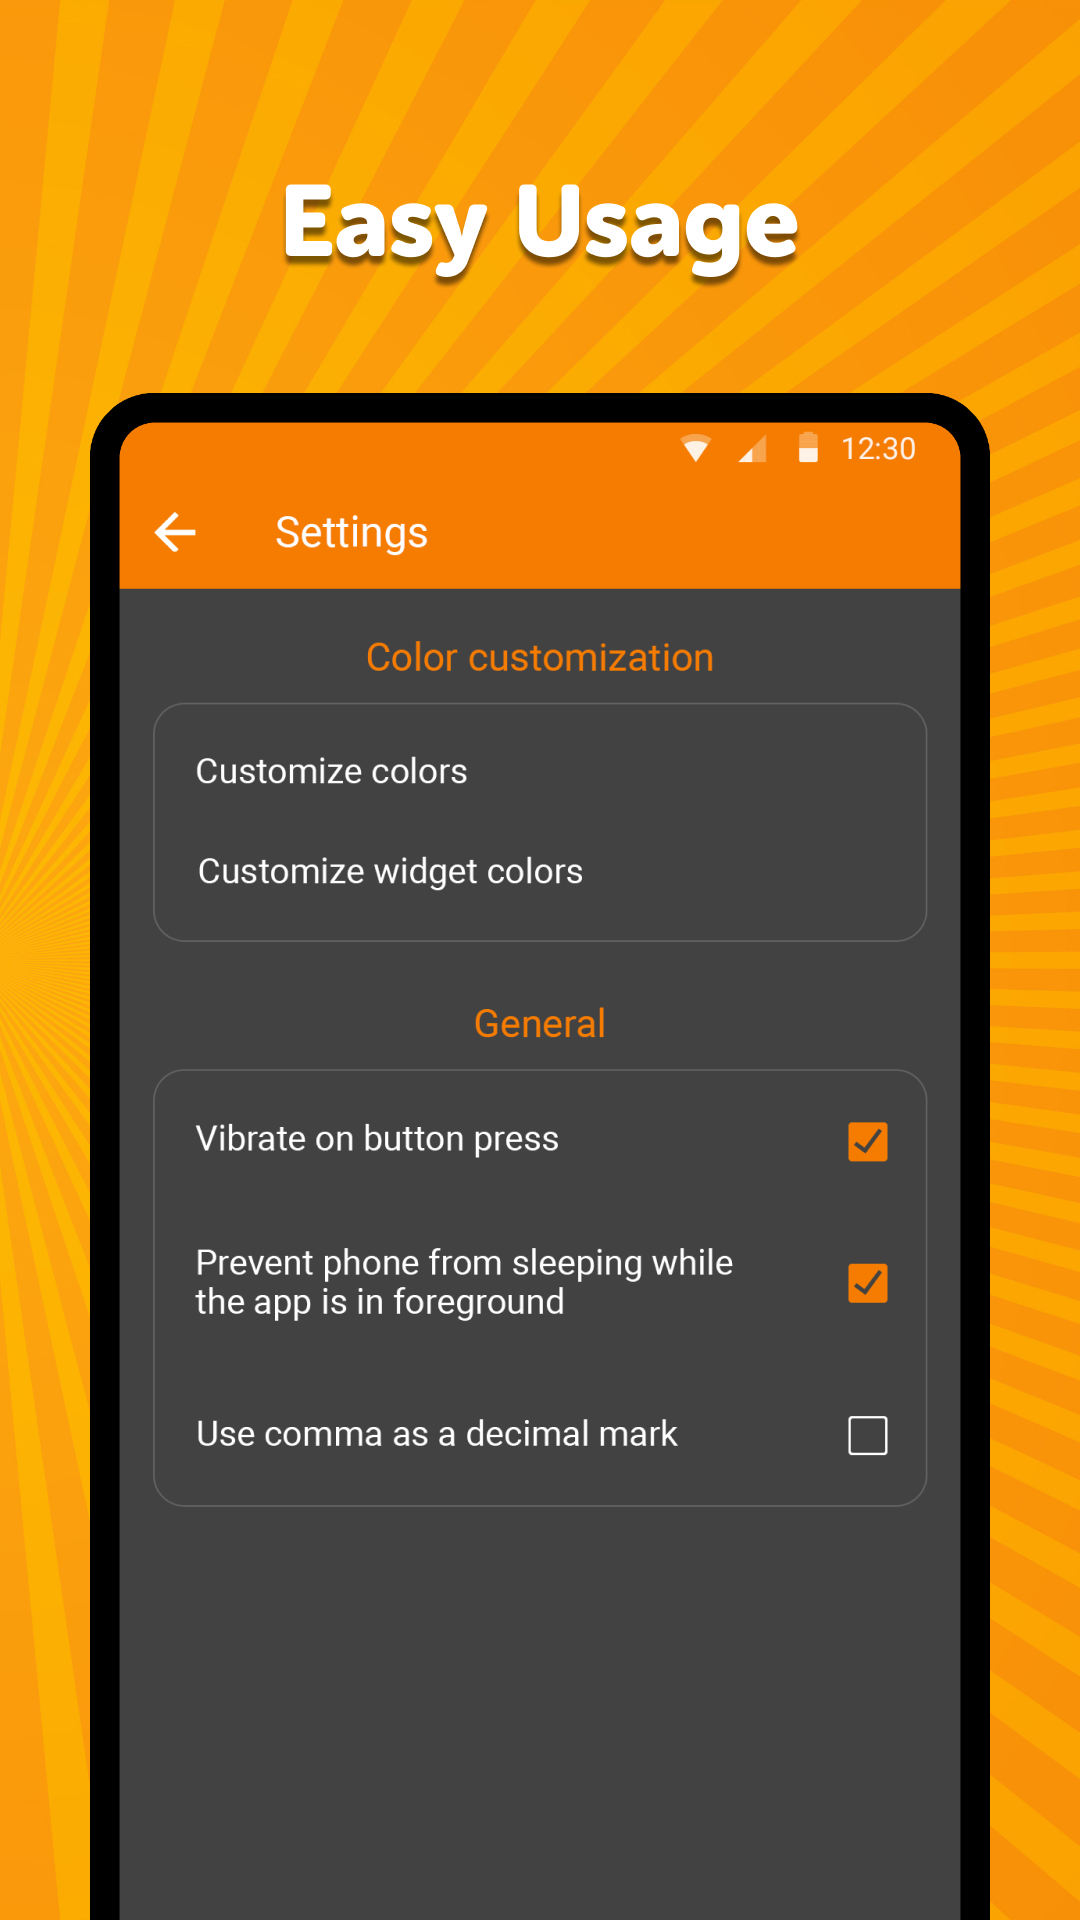 Easy Usage
12:30
Settings
Color customization
Customize colors
Customize widget colors
General
Vibrate on button press
Prevent phone from sleeping while
the app is in foreground
Use comma as a decimal mark